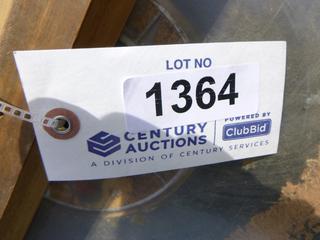 LOT NO
1364
CENTURY
AUCTIONS
POWERED BY
ClubBid
A DIVISION OF CENTURY SERVICES